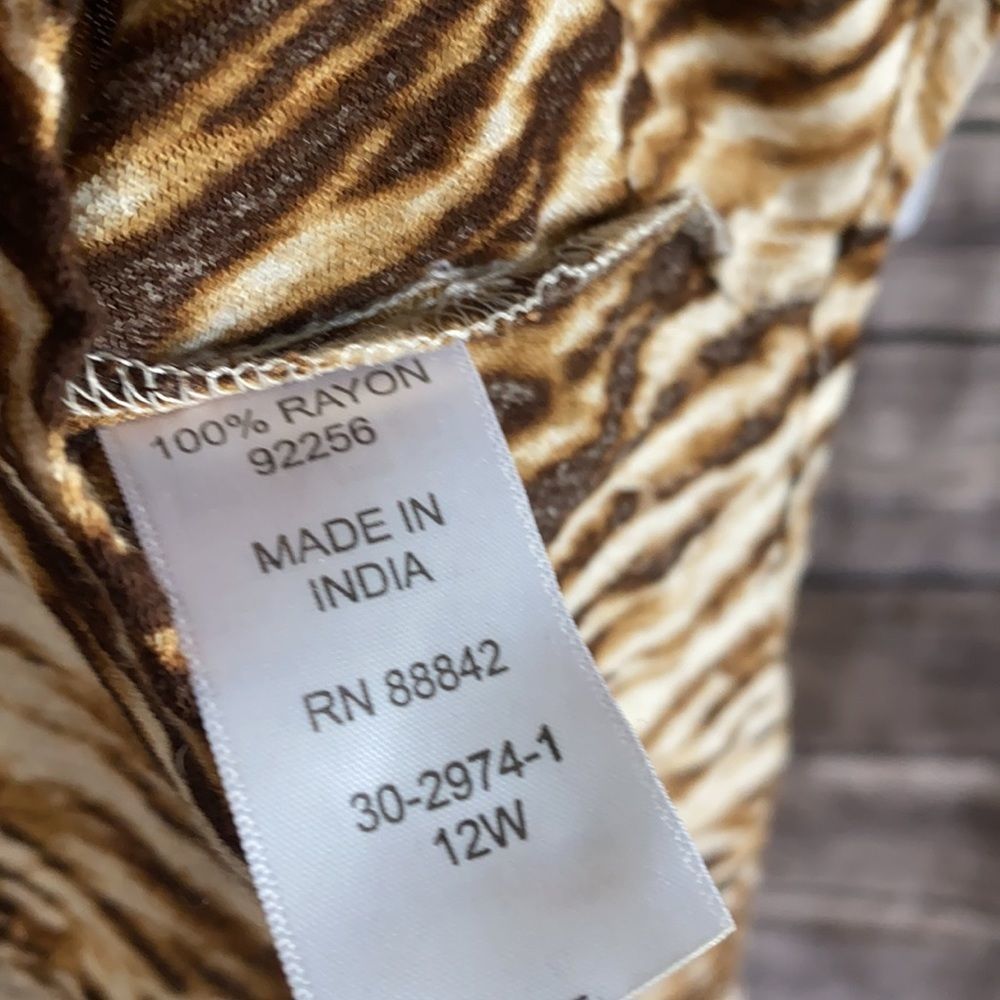 100% RAYON
92256
MADE IN
INDIA
RN 88842
30-2974-1
12W